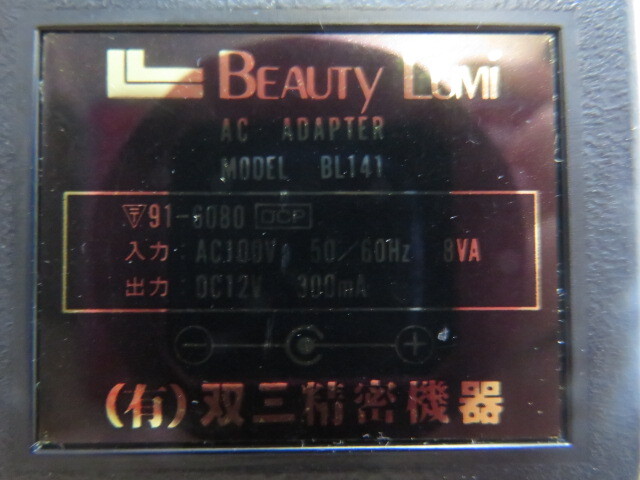 BEAUTY LUMI
AC ADAPTER
MODEL BL141
〒91-6080 DCP
入力:AC100V 50/60Hz 8VA
出力:DC12V 300mA
(有)双三精密機器